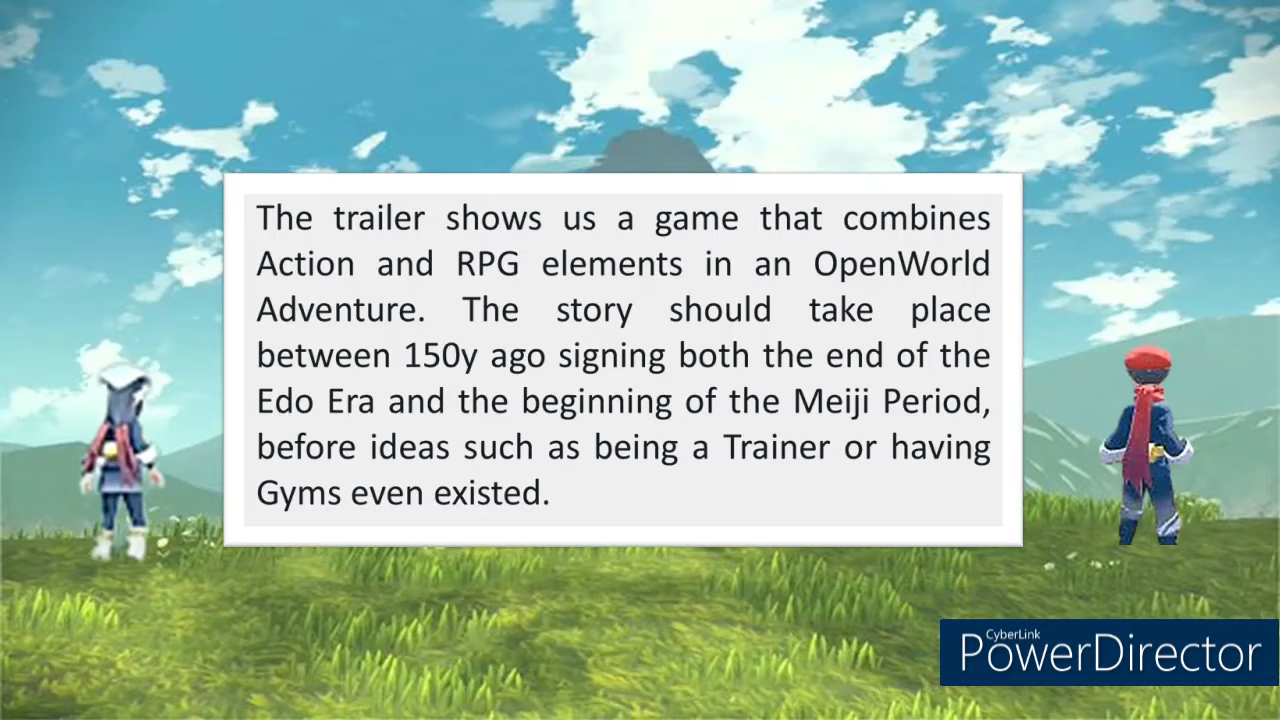 The trailer shows us a game that combines
Action and RPG elements in an OpenWorld
Adventure. The story should take place
between 150y ago signing both the end of the
Edo Era and the beginning of the Meiji Period,
before ideas such as being a Trainer or having
Gyms even existed.
CyberLink
PowerDirector